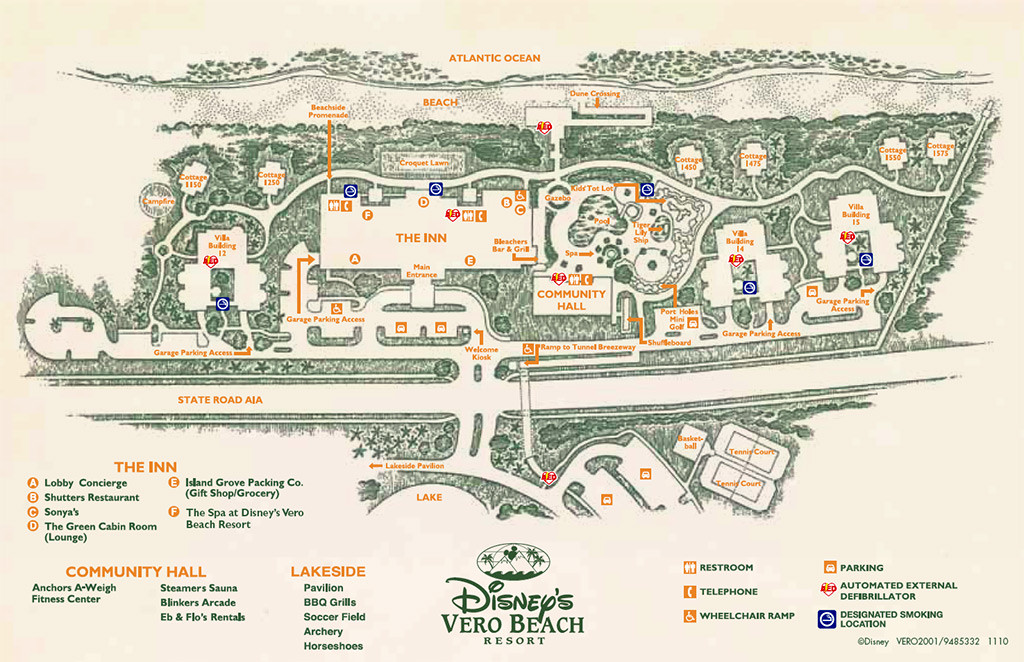 ATLANTIC OCEAN
BEACH
Dune Crossing
Beachside
Promenade
AED
Croquet Lawn
Cottage
1150
Cottage
1250
Campfire
Cottage
1450
Cottage
1475
Cottage
1550
Cottage
1575
Kids' Tot Lot
Gazebo
Pool
Tiger
Lily
Ship
Spa
F
D
AED
B
C
THE INN
Bleachers
Bar & Grill
A
E
Main
Entrance
Villa
Building
12
AED
Villa
Building
14
AED
Villa
Building
15
AED
AED
COMMUNITY
HALL
Garage Parking Access
Garage Parking Access
Port Holes
Mini
Golf
Garage Parking
Access
Garage Parking Access
Welcome
Kiosk
Ramp to Tunnel Breezeway
Shuffleboard
STATE ROAD AIA
Lakeside Pavilion
LAKE
AED
Basket-
ball
Tennis Court
Tennis Court
THE INN
A Lobby Concierge
B Shutters Restaurant
C Sonya's
D The Green Cabin Room
(Lounge)
E Island Grove Packing Co.
(Gift Shop/Grocery)
F The Spa at Disney's Vero
Beach Resort
COMMUNITY HALL
Anchors A-Weigh
Fitness Center
Steamers Sauna
Blinkers Arcade
Eb & Flo's Rentals
LAKESIDE
Pavilion
BBQ Grills
Soccer Field
Archery
Horseshoes
Disney's
VERO BEACH
RESORT
RESTROOM
TELEPHONE
WHEELCHAIR RAMP
PARKING
AED AUTOMATED EXTERNAL
DEFIBRILLATOR
DESIGNATED SMOKING
LOCATION
©Disney VERO2001/9485332 1110